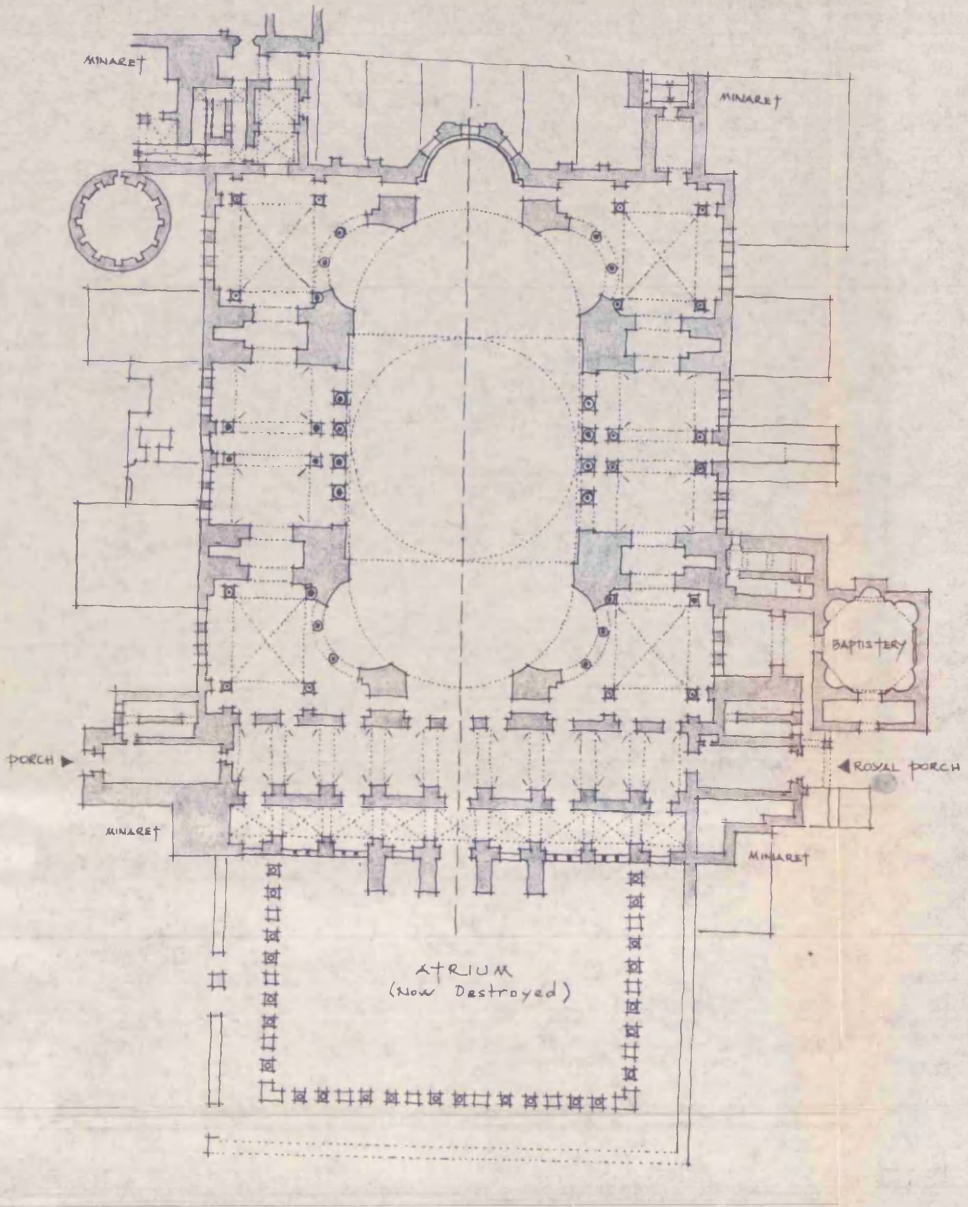 MINARET
MINARET
BAPTISTERY
PORCH
ROYAL PORCH
MINARET
MINARET
ATRIUM
(Now Destroyed)